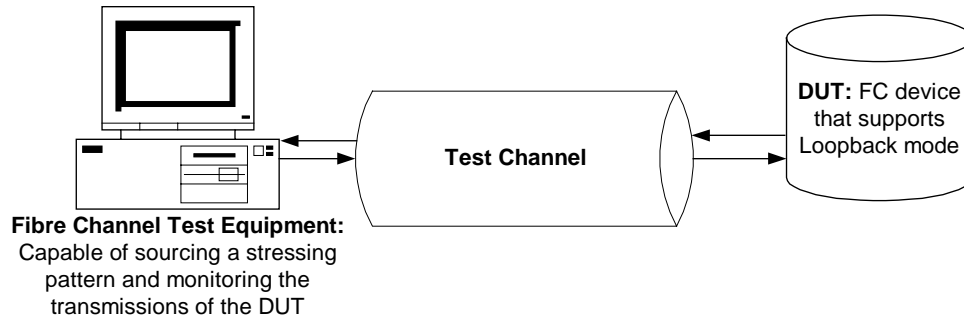 DUT: FC device
that supports
Loopback mode
Test Channel
Fibre Channel Test Equipment:
Capable of sourcing a stressing
pattern and monitoring the
transmissions of the DUT